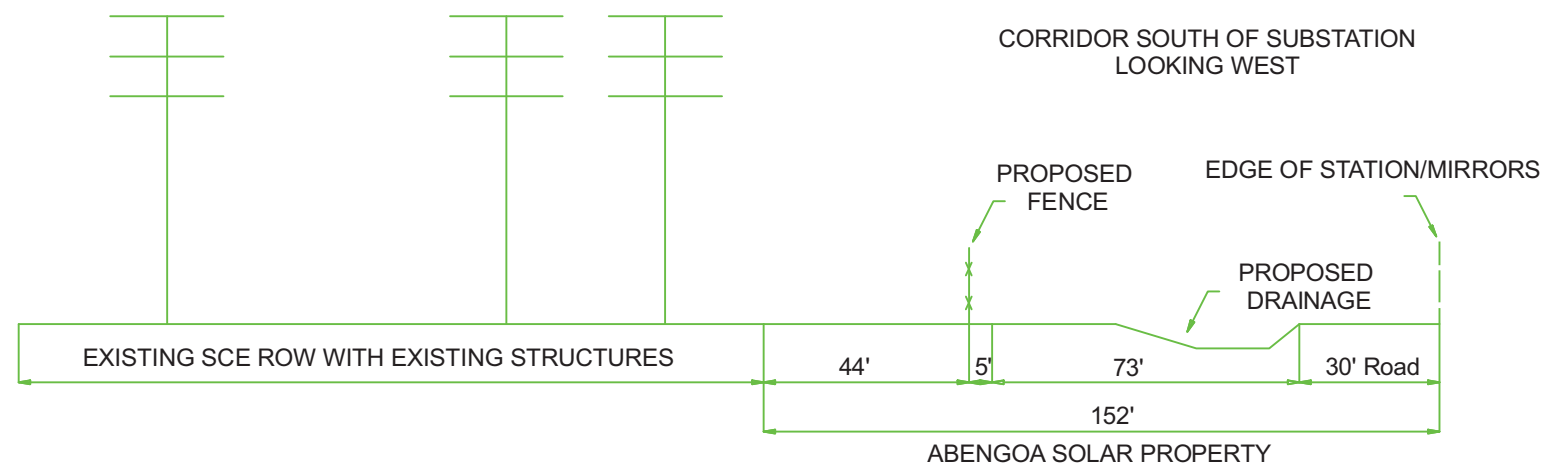 CORRIDOR SOUTH OF SUBSTATION
LOOKING WEST
PROPOSED
FENCE
EDGE OF STATION/MIRRORS
PROPOSED
DRAINAGE
EXISTING SCE ROW WITH EXISTING STRUCTURES
44'
5'
73'
30' Road
152'
ABENGOA SOLAR PROPERTY